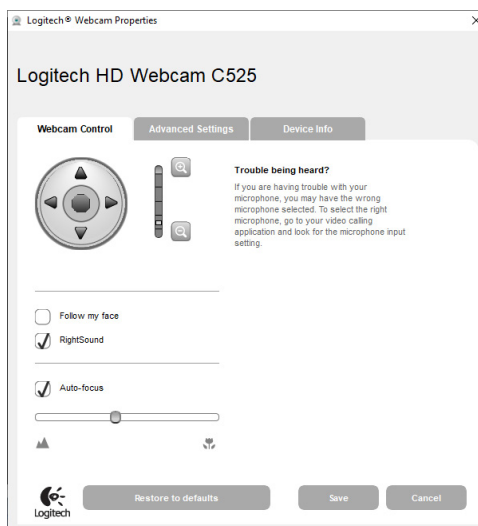 Logitech® Webcam Properties
Logitech HD Webcam C525
Webcam Control
Advanced Settings
Device Info
Trouble being heard?
If you are having trouble with your
microphone, you may have the wrong
microphone selected. To select the right
microphone, go to your video calling
application and look for the microphone input
setting.
Follow my face
RightSound
Auto-focus
Logitech
Restore to defaults
Save
Cancel